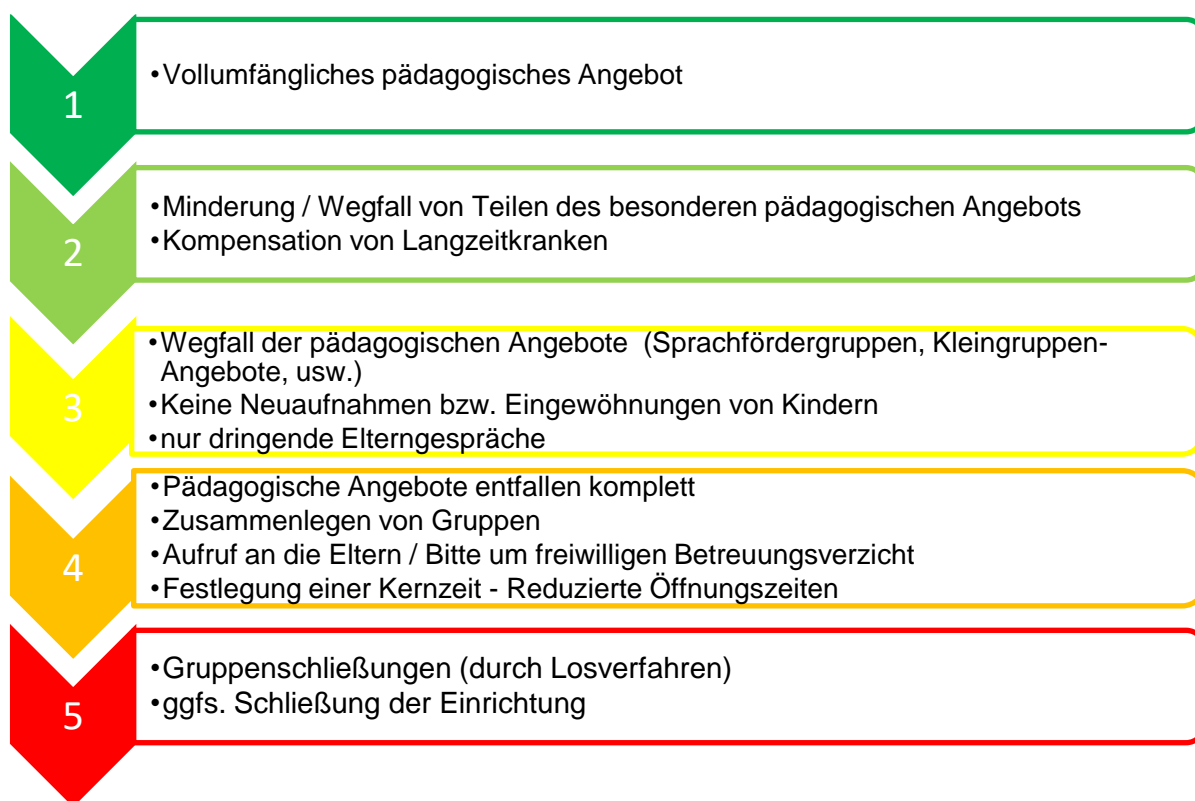 1
•Vollumfängliches pädagogisches Angebot
2
•Minderung / Wegfall von Teilen des besonderen pädagogischen Angebots
•Kompensation von Langzeitkranken
3
•Wegfall der pädagogischen Angebote  (Sprachfördergruppen, Kleingruppen-
Angebote, usw.)
•Keine Neuaufnahmen bzw. Eingewöhnungen von Kindern
•nur dringende Elterngespräche
4
•Pädagogische Angebote entfallen komplett
•Zusammenlegen von Gruppen
•Aufruf an die Eltern / Bitte um freiwilligen Betreuungsverzicht
•Festlegung einer Kernzeit - Reduzierte Öffnungszeiten
5
•Gruppenschließungen (durch Losverfahren)
•ggfs. Schließung der Einrichtung